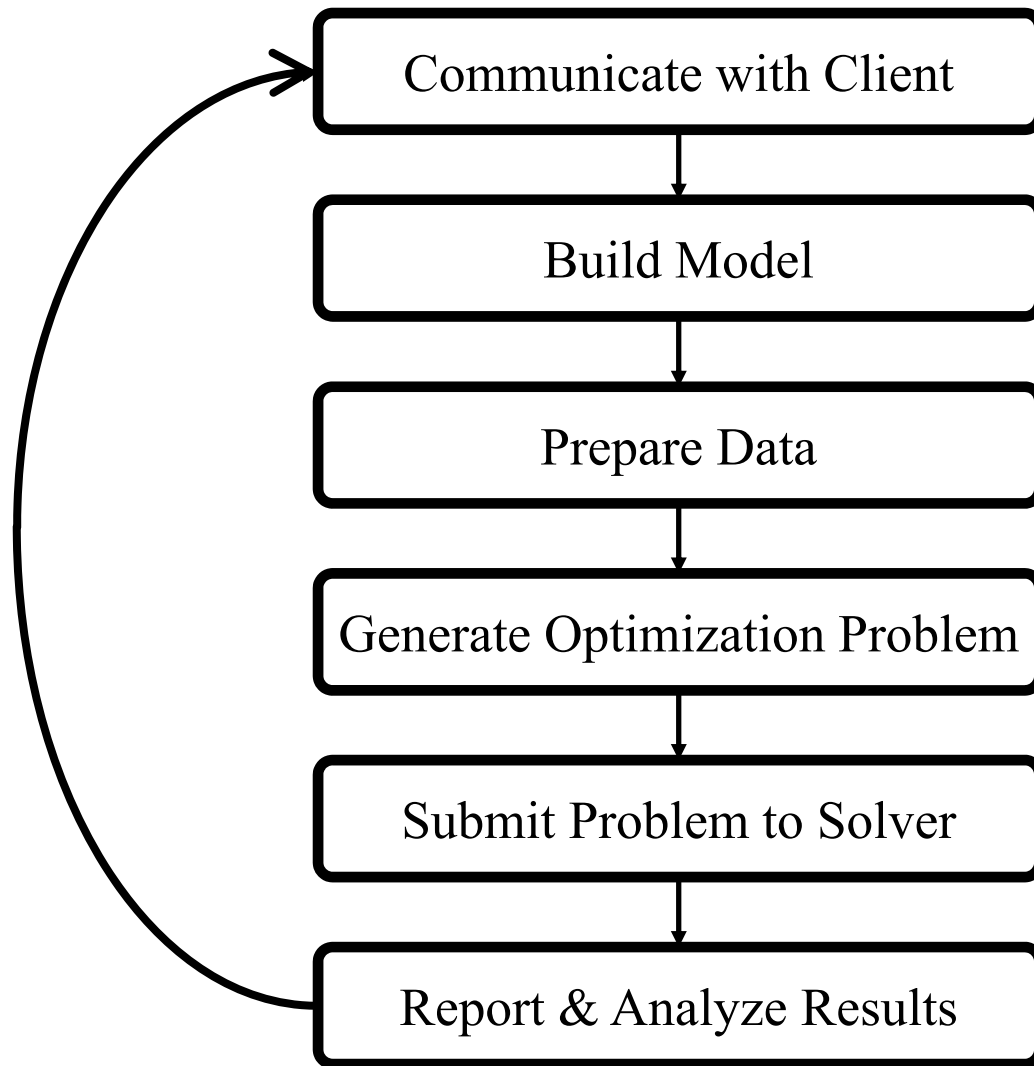 Communicate with Client
Build Model
Prepare Data
Generate Optimization Problem
Submit Problem to Solver
Report & Analyze Results